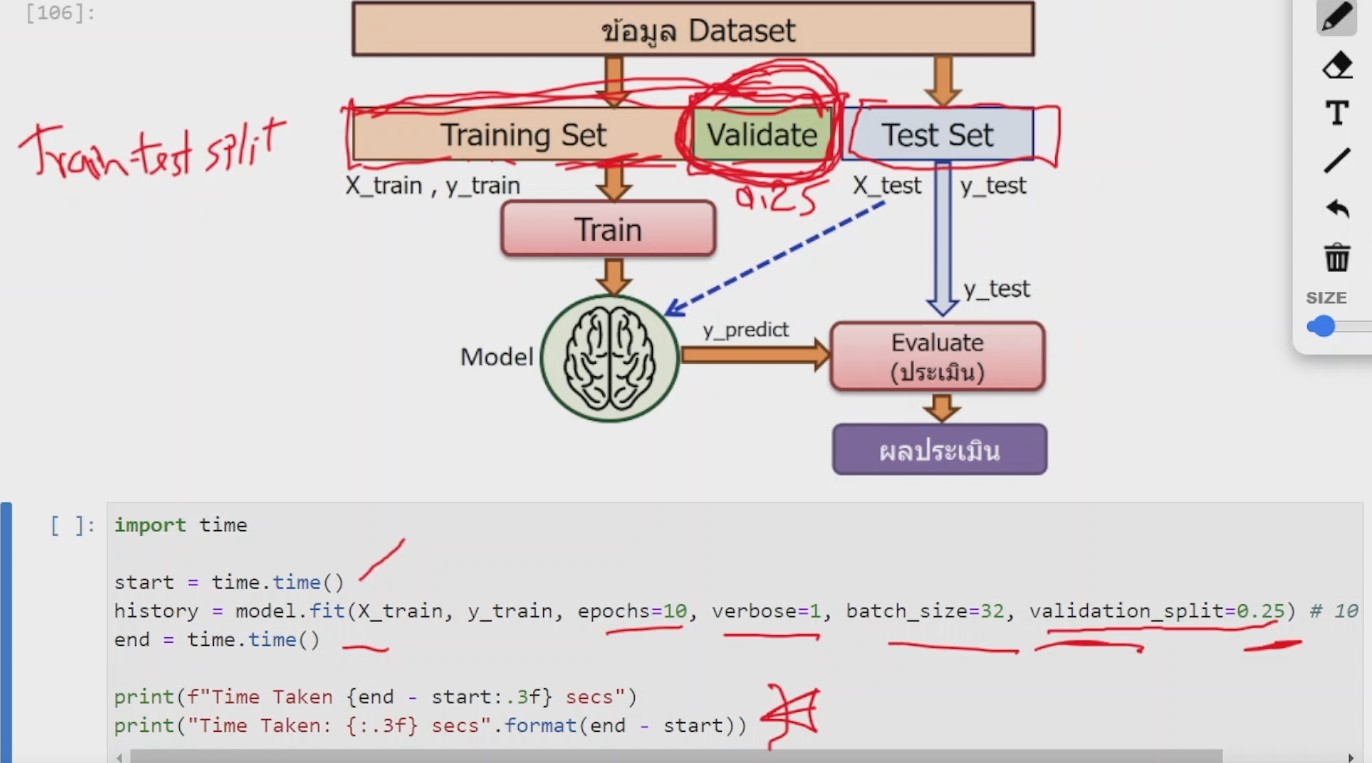 [106]:
ข้อมูล Dataset
Train-test split
Training Set
Validate
Test Set
X_train , y_train
0.25
X_test
y_test
Train
y_test
Model
y_predict
Evaluate
(ประเมิน)
ผลประเมิน
T
SIZE
[ ]:
import time
start = time.time()
history = model.fit(X_train, y_train, epochs=10, verbose=1, batch_size=32, validation_split=0.25) # 10
end = time.time()
print(f"Time Taken {end - start:.3f} secs")
print("Time Taken: {:.3f} secs".format(end - start))